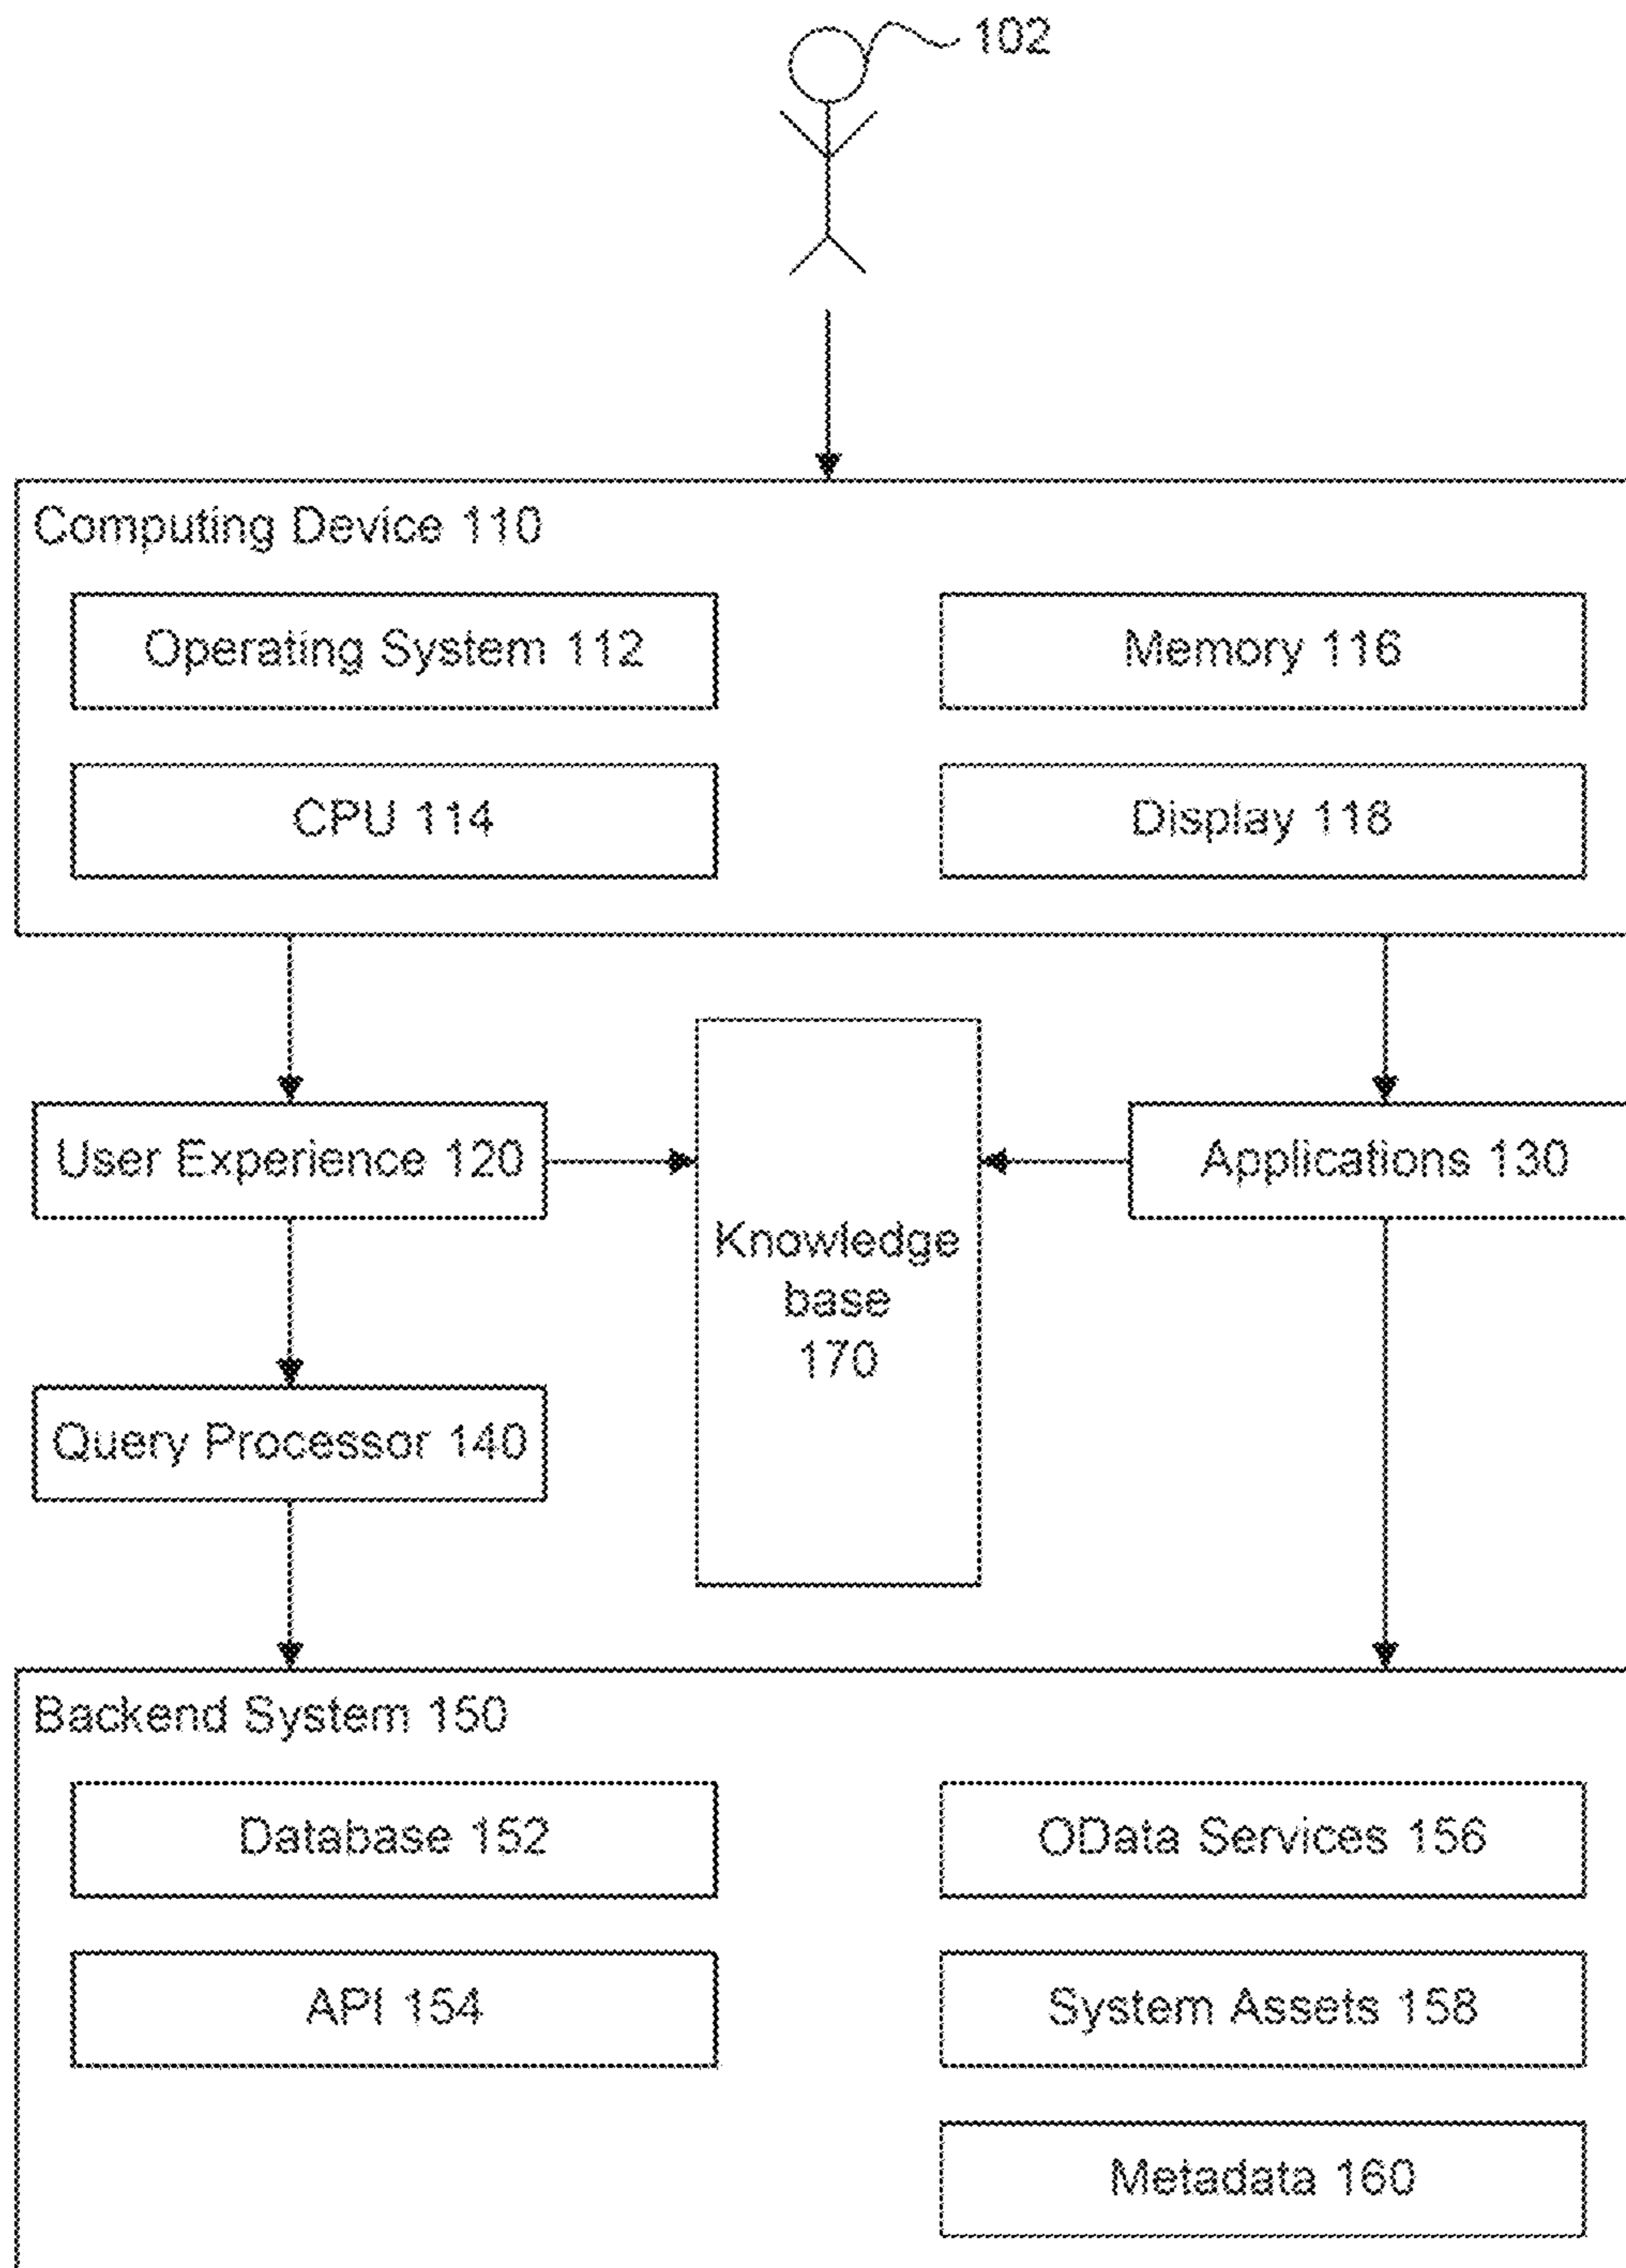 102
Computing Device 110
Operating System 112
Memory 116
CPU 114
Display 118
User Experience 120
Applications 130
Knowledge
base
170
Query Processor 140
Backend System 150
Database 152
OData Services 156
API 154
System Assets 158
Metadata 160